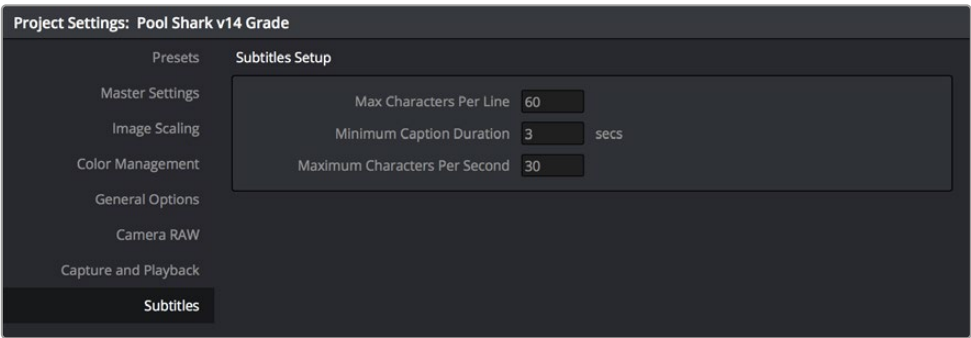 Project Settings: Pool Shark v14 Grade
Presets
Master Settings
Image Scaling
Color Management
General Options
Camera RAW
Capture and Playback
Subtitles
Subtitles Setup
Max Characters Per Line 60
Minimum Caption Duration 3 secs
Maximum Characters Per Second 30